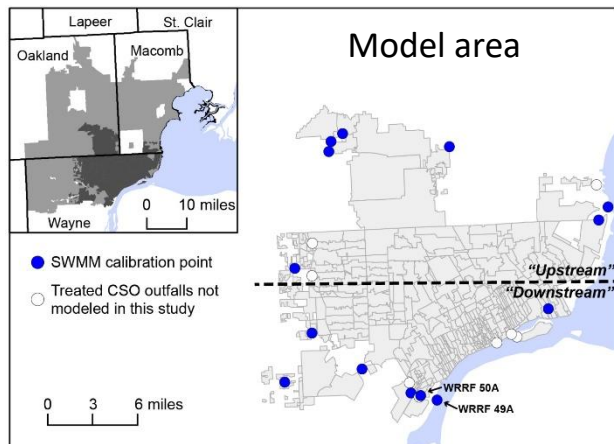 Model area
Lapeer
St. Clair
Oakland
Macomb
Wayne
0 10 miles
SWMM calibration point
Treated CSO outfalls not
modeled in this study
"Upstream"
"Downstream"
WRRF 50A
WRRF 49A
0 3 6 miles